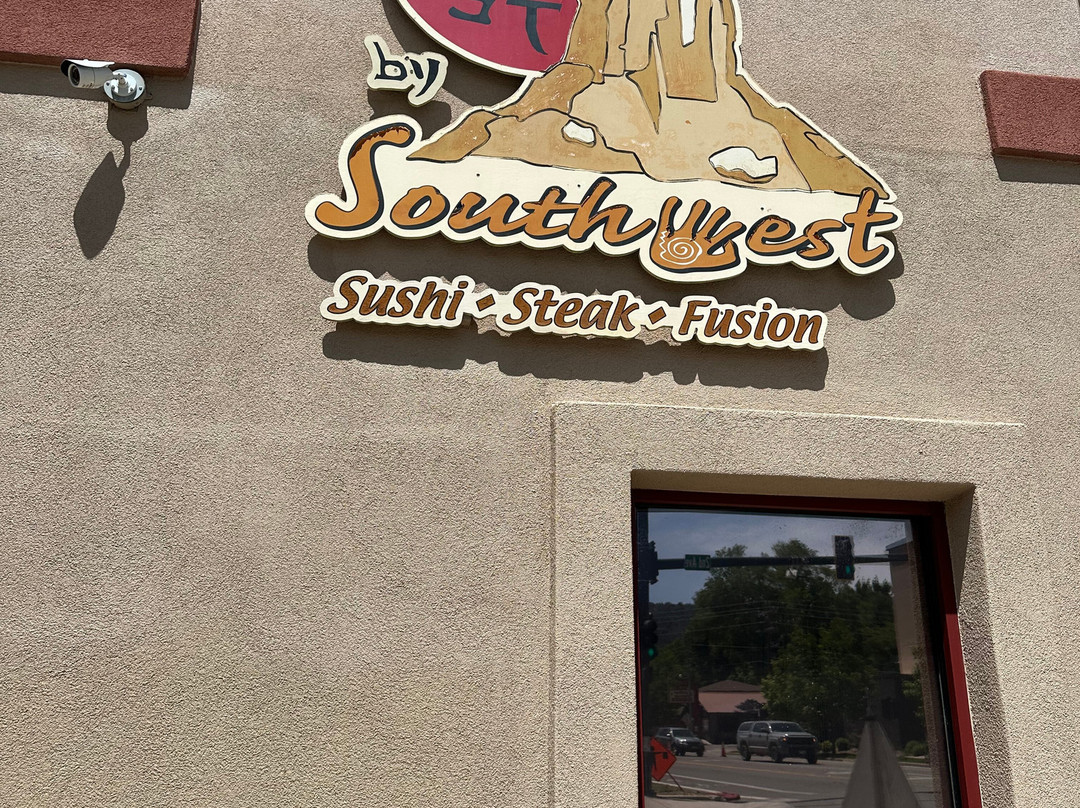 by
Southwest
Sushi ◆ Steak ◆ Fusion